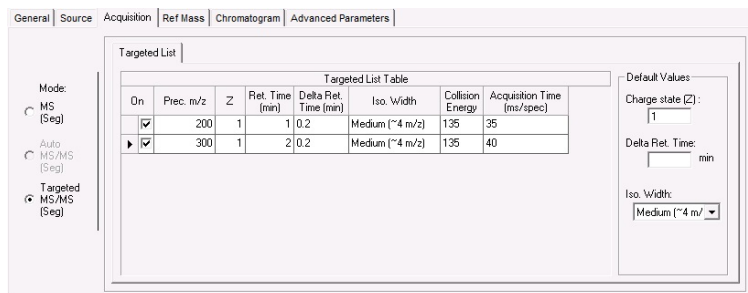 General Source Acquisition Ref Mass Chromatogram Advanced Parameters
Targeted List
Mode:
MS
(Seg)
Auto
MS/MS
(Seg)
Targeted
MS/MS
(Seg)
Targeted List Table
On Prec. m/z Z Ret. Time (min) Delta Ret. Time (min) Iso. Width Collision Energy Acquisition Time (ms/spec)
200 1 1 0.2 Medium (~4 m/z) 135 35
300 1 2 0.2 Medium (~4 m/z) 135 40
Default Values
Charge state (Z) :
1
Delta Ret. Time:
min
Iso. Width:
Medium (~4 m/